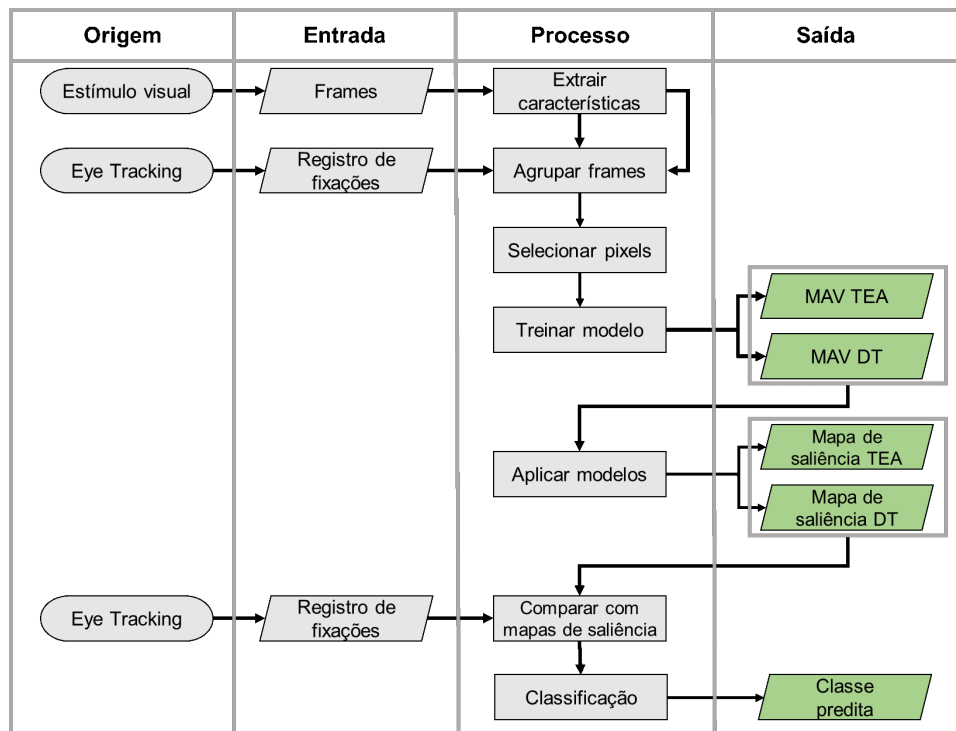 Origem
Entrada
Processo
Saída
Estímulo visual
Frames
Extrair
características
Eye Tracking
Registro de
fixações
Agrupar frames
Selecionar pixels
Treinar modelo
MAV TEA
MAV DT
Aplicar modelos
Mapa de
saliência TEA
Mapa de
saliência DT
Eye Tracking
Registro de
fixações
Comparar com
mapas de saliência
Classificação
Classe
predita